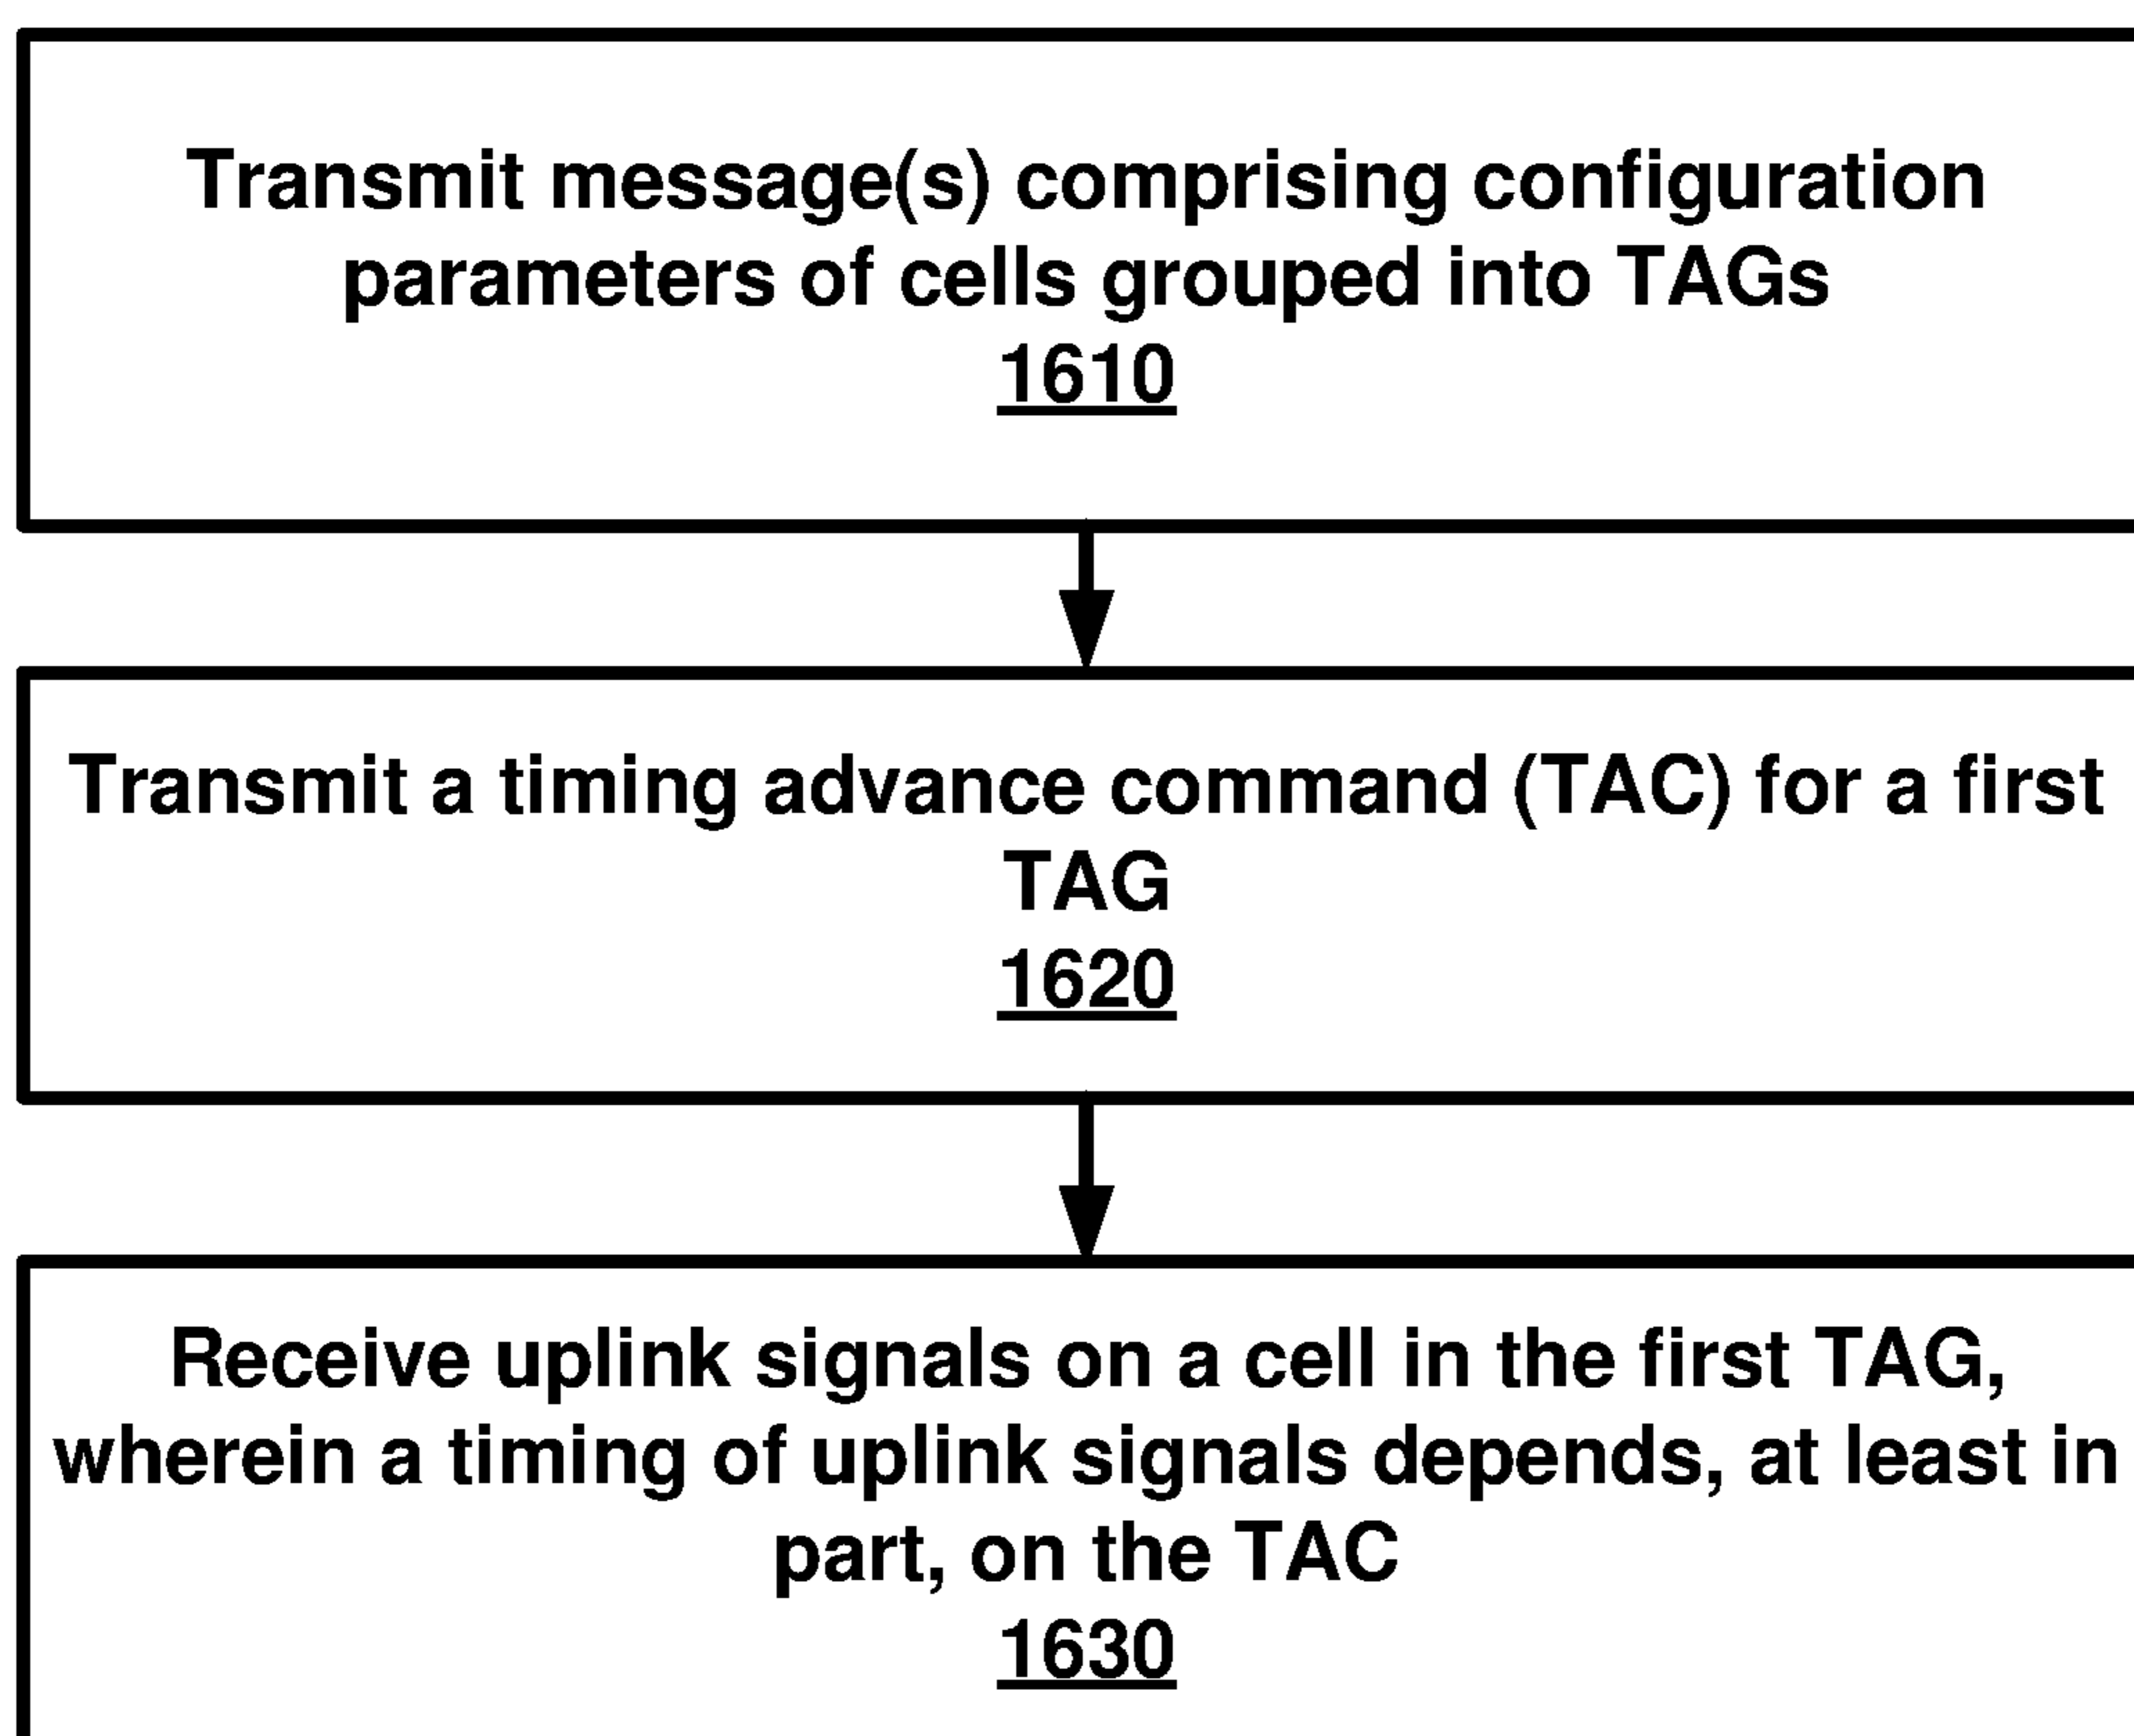 Transmit message(s) comprising configuration
parameters of cells grouped into TAGs
1610
Transmit a timing advance command (TAC) for a first
TAG
1620
Receive uplink signals on a cell in the first TAG,
wherein a timing of uplink signals depends, at least in
part, on the TAC
1630